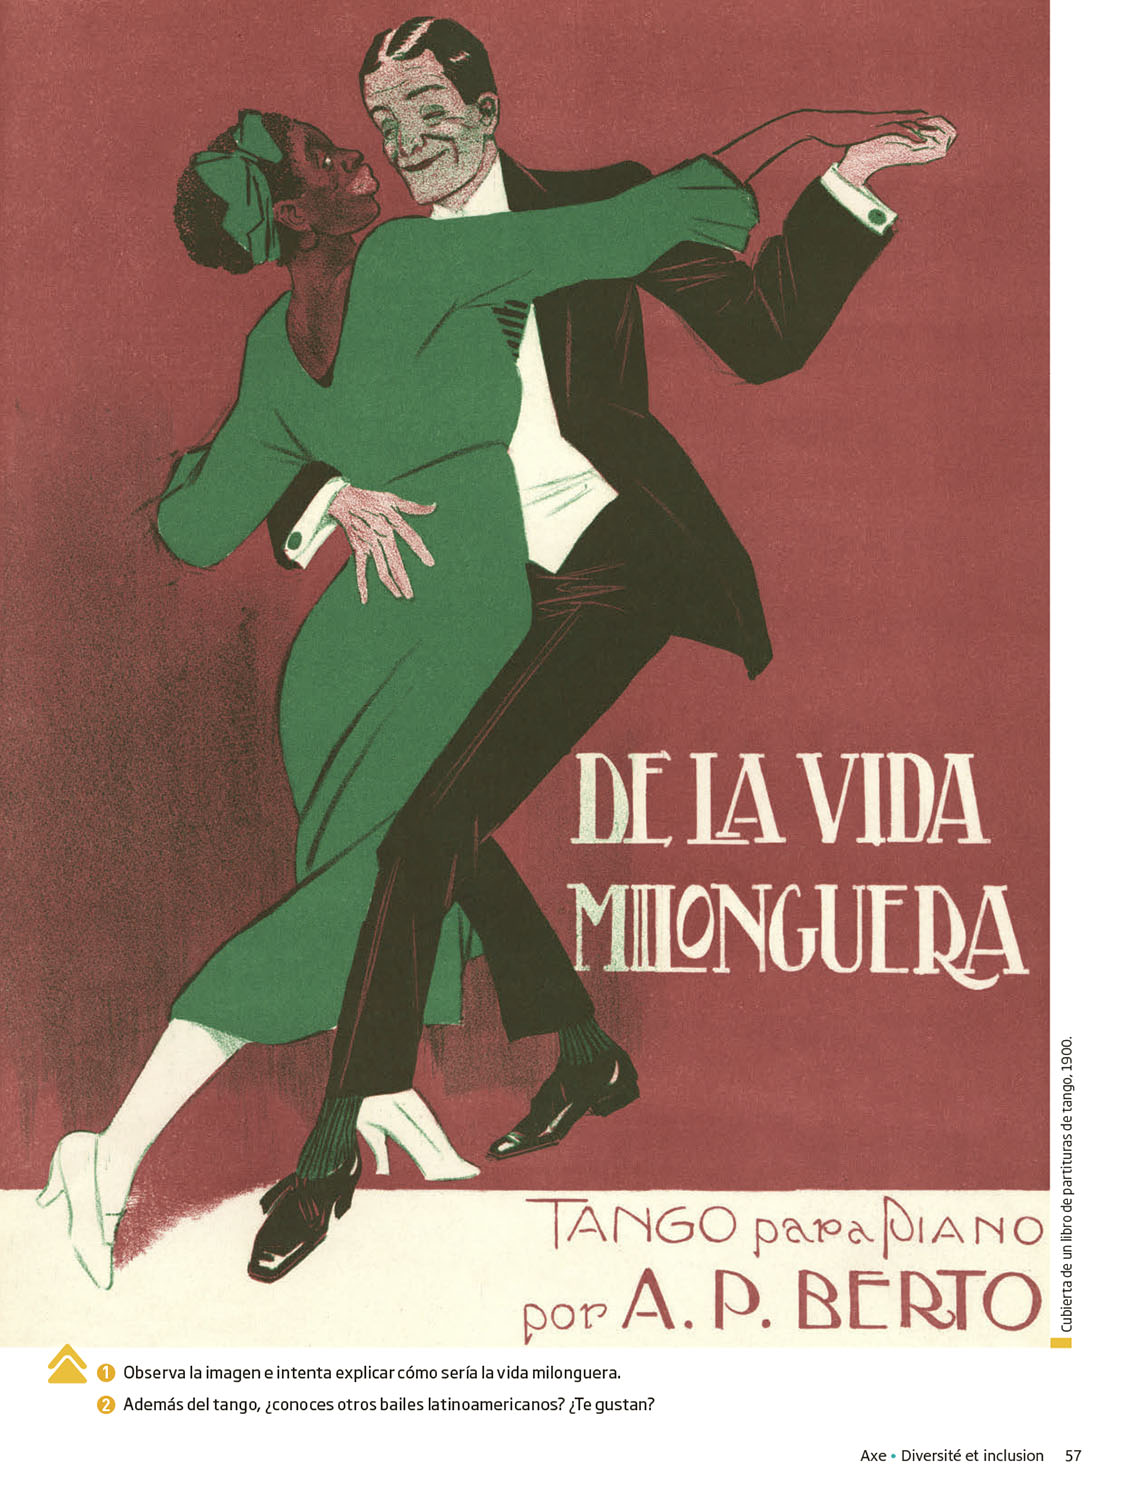 DE LA VIDA
MILONGUERA
TANGO para PIANO
por A. P. BERTO
Cubierta de un libro de partituras de tango, 1900.
1 Observa la imagen e intenta explicar cómo sería la vida milonguera.
2 Además del tango, ¿conoces otros bailes latinoamericanos? ¿Te gustan?
Axe • Diversité et inclusion 57